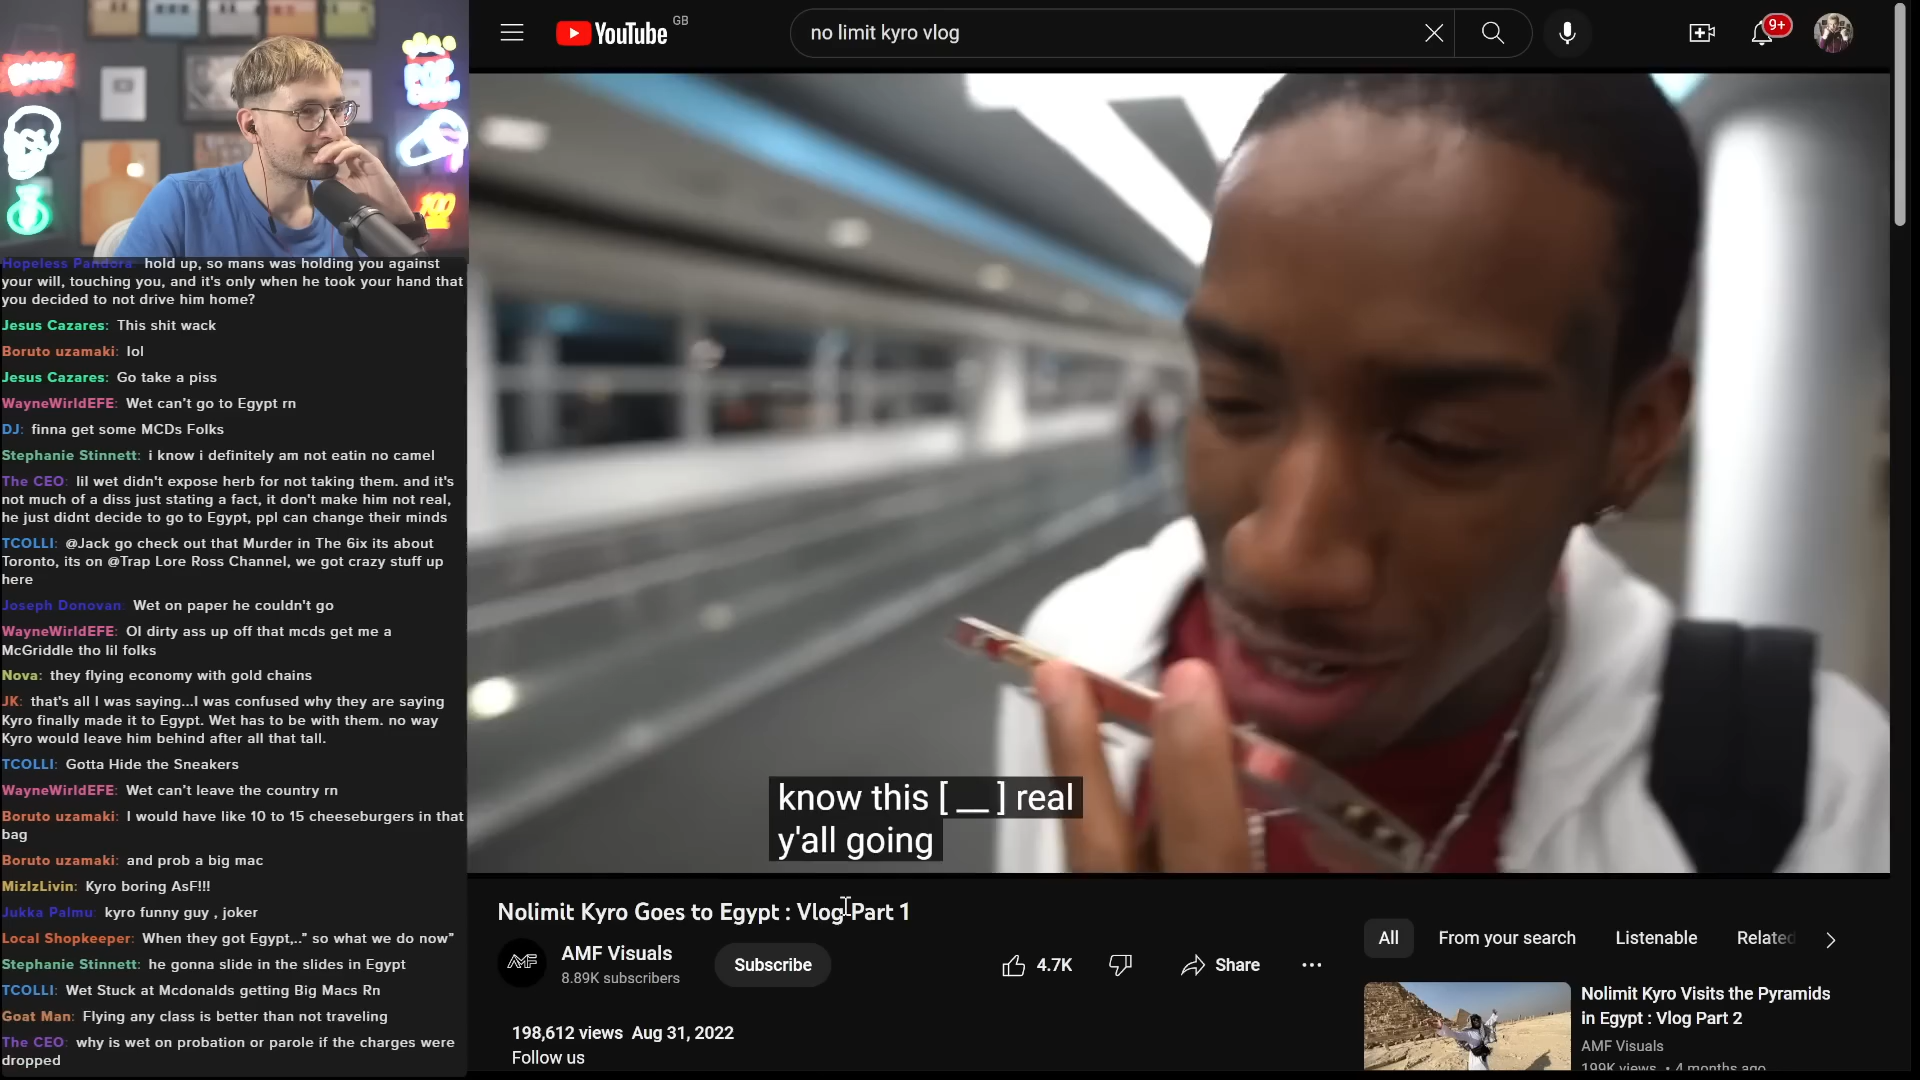 YouTube GB
no limit kyro vlog
9+
100
Hopeless Pandora: hold up, so mans was holding you against
your will, touching you, and it's only when he took your hand that
you decided to not drive him home?
Jesus Cazares: This shit wack
Boruto uzamaki: lol
Jesus Cazares: Go take a piss
WayneWirldEFE: Wet can't go to Egypt rn
DJ: finna get some MCDs Folks
Stephanie Stinnett: i know i definitely am not eatin no camel
The CEO: lil wet didn't expose herb for not taking them. and it's
not much of a diss just stating a fact, it don't make him not real,
he just didnt decide to go to Egypt, ppl can change their minds
TCOLLI: @Jack go check out that Murder in The 6ix its about
Toronto, its on @Trap Lore Ross Channel, we got crazy stuff up
here
Joseph Donovan: Wet on paper he couldn't go
WayneWirldEFE: Ol dirty ass up off that mcds get me a
McGriddle tho lil folks
Nova: they flying economy with gold chains
JK: that's all I was saying...I was confused why they are saying
Kyro finally made it to Egypt. Wet has to be with them. no way
Kyro would leave him behind after all that tall.
TCOLLI: Gotta Hide the Sneakers
WayneWirldEFE: Wet can't leave the country rn
Boruto uzamaki: I would have like 10 to 15 cheeseburgers in that
bag
Boruto uzamaki: and prob a big mac
MizIzLivin: Kyro boring AsF!!!
Jukka Palmu: kyro funny guy , joker
Local Shopkeeper: When they got Egypt,.." so what we do now"
Stephanie Stinnett: he gonna slide in the slides in Egypt
TCOLLI: Wet Stuck at Mcdonalds getting Big Macs Rn
Goat Man: Flying any class is better than not traveling
The CEO: why is wet on probation or parole if the charges were
dropped
know this [ __ ] real
y'all going
Nolimit Kyro Goes to Egypt : Vlog Part 1
AMF
AMF Visuals
8.89K subscribers
Subscribe
4.7K
Share
198,612 views Aug 31, 2022
Follow us
All
From your search
Listenable
Related
Nolimit Kyro Visits the Pyramids
in Egypt : Vlog Part 2
AMF Visuals
199K views • 4 months ago